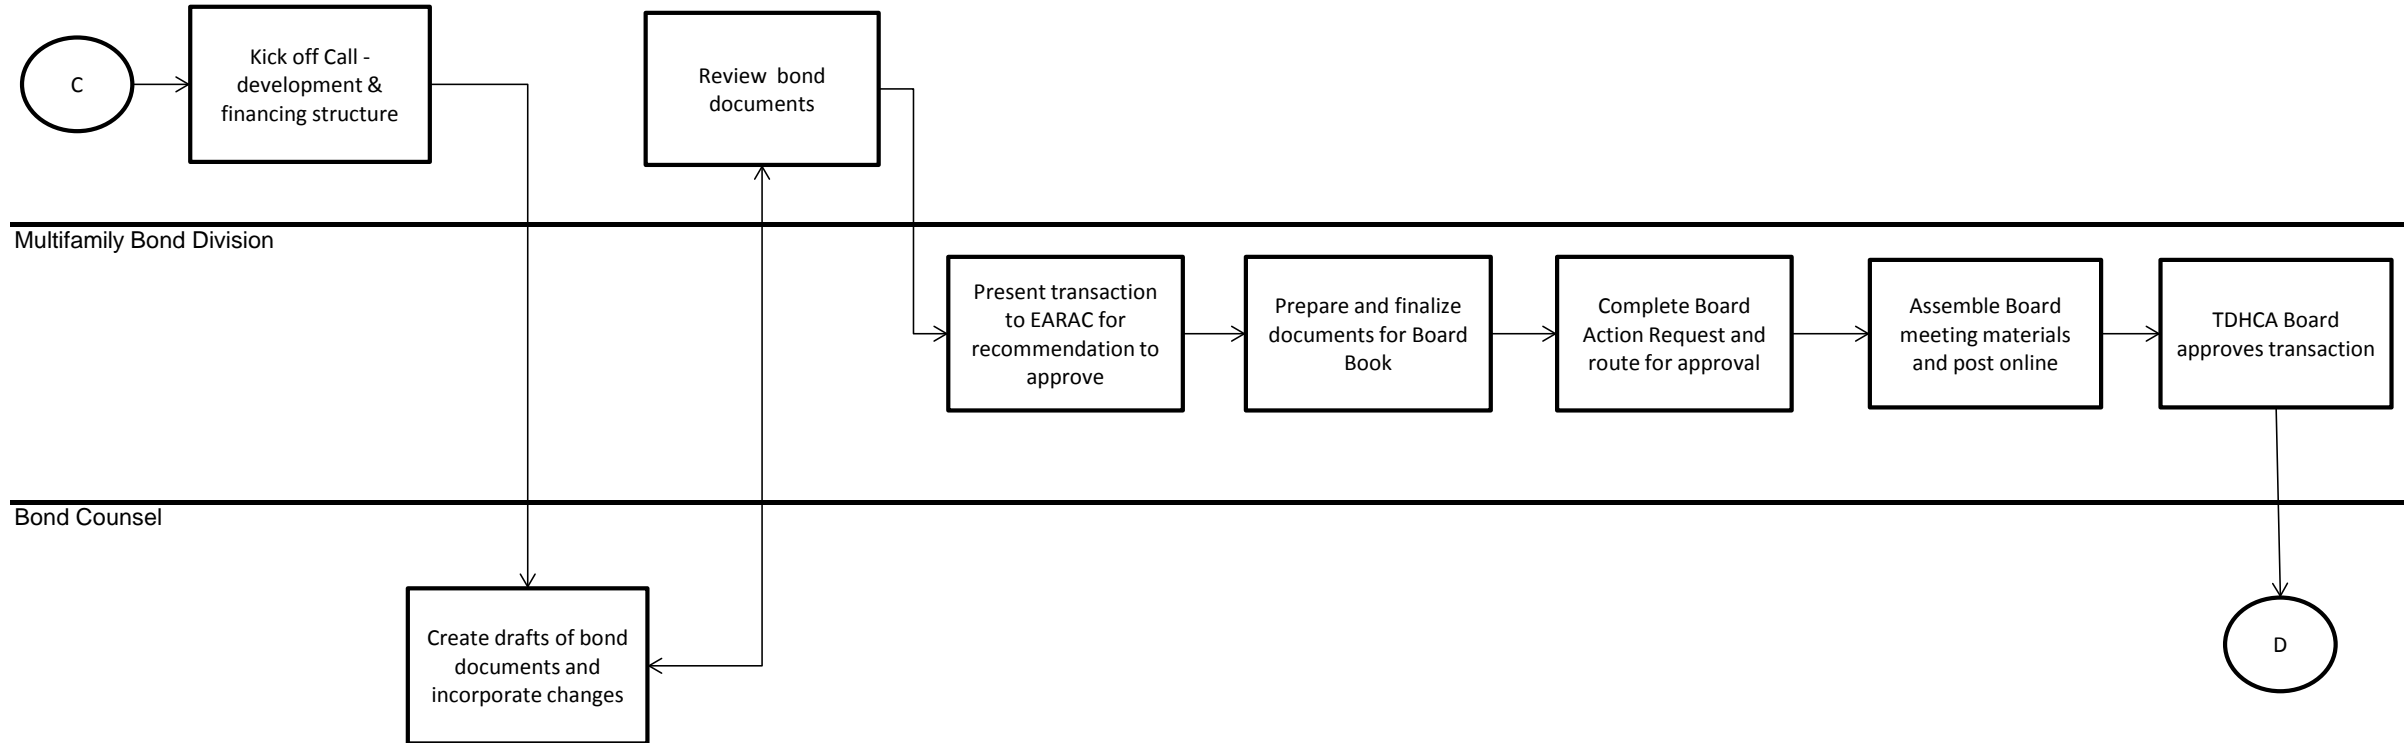 C
Kick off Call -
development &
financing structure
Review bond
documents
Multifamily Bond Division
Present transaction
to EARAC for
recommendation to
approve
Prepare and finalize
documents for Board
Book
Complete Board
Action Request and
route for approval
Assemble Board
meeting materials
and post online
TDHCA Board
approves transaction
Bond Counsel
Create drafts of bond
documents and
incorporate changes
D